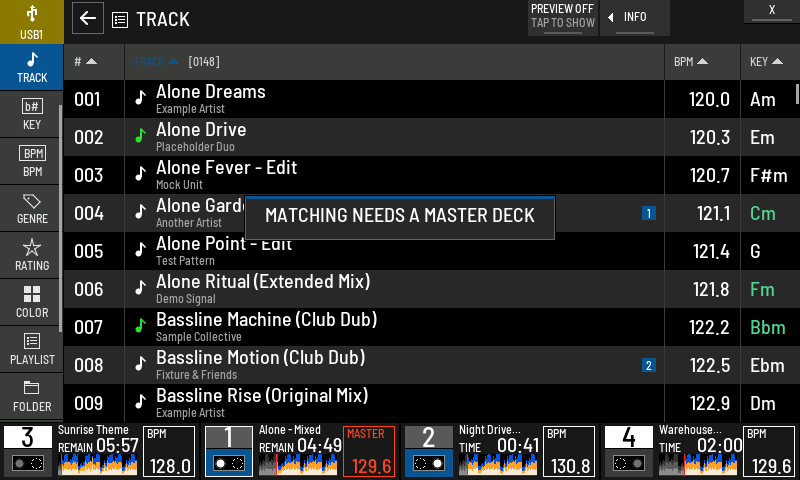 USB1
TRACK
PREVIEW OFF
TAP TO SHOW
INFO
X
TRACK
KEY
BPM
BPM
GENRE
RATING
COLOR
PLAYLIST
FOLDER
# TRACK [0148] BPM KEY
001 Alone Dreams 120.0 Am
Example Artist
002 Alone Drive 120.3 Em
Placeholder Duo
003 Alone Fever - Edit 120.7 F#m
Mock Unit
004 Alone Garde 1 121.1 Cm
Another Artist
MATCHING NEEDS A MASTER DECK
005 Alone Point - Edit 121.4 G
Test Pattern
006 Alone Ritual (Extended Mix) 121.8 Fm
Demo Signal
007 Bassline Machine (Club Dub) 122.2 Bbm
Sample Collective
008 Bassline Motion (Club Dub) 2 122.5 Ebm
Fixture & Friends
009 Bassline Rise (Original Mix) 122.9 Dm
Example Artist
3 Sunrise Theme BPM
REMAIN 05:57 128.0
1 Alone - Mixed MASTER
REMAIN 04:49 129.6
2 Night Drive... BPM
TIME 00:41 130.8
4 Warehouse... BPM
TIME 02:00 129.6
b#